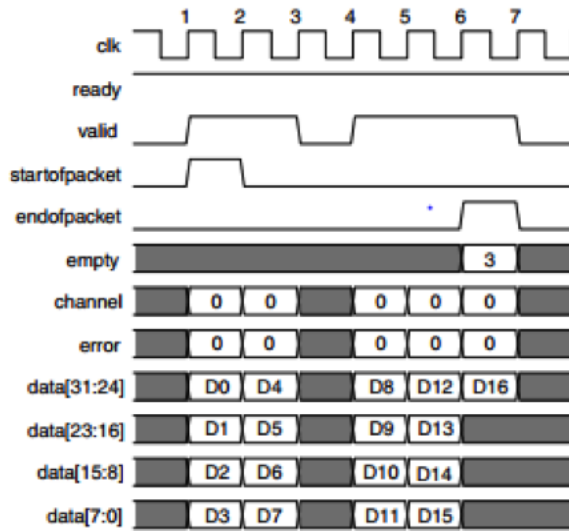 1 2 3 4 5 6 7
clk
ready
valid
startofpacket
endofpacket
empty 3
channel 0 0 0 0 0
error 0 0 0 0 0
data[31:24] D0 D4 D8 D12 D16
data[23:16] D1 D5 D9 D13
data[15:8] D2 D6 D10 D14
data[7:0] D3 D7 D11 D15